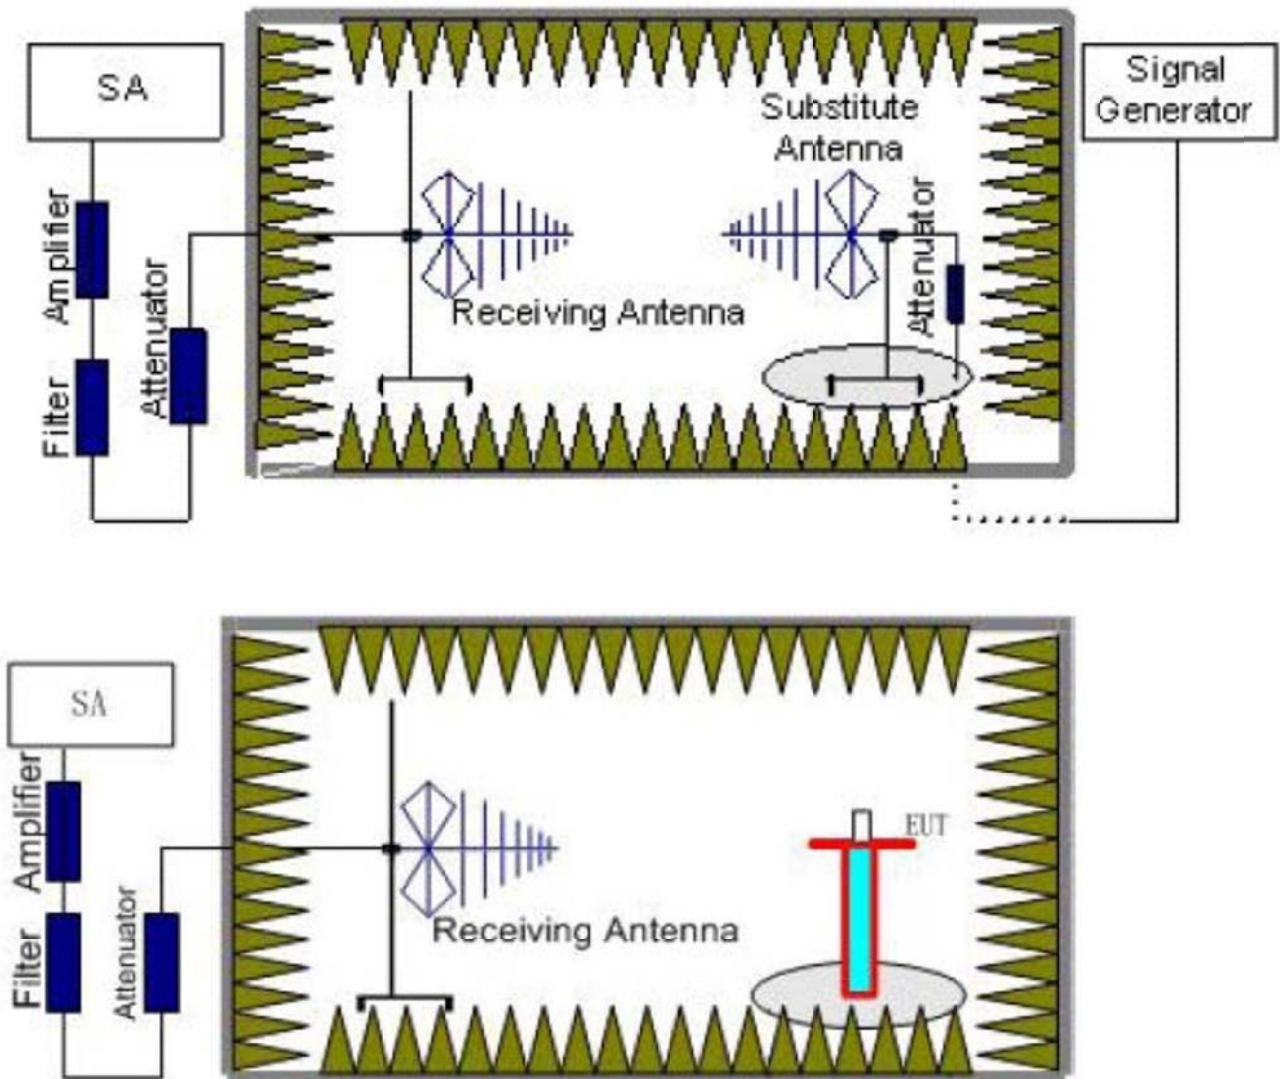 SA
Signal
Generator
Substitute
Antenna
Amplifier
Attenuator
Attenuator
Receiving Antenna
Filter
SA
Amplifier
EUT
Attenuator
Receiving Antenna
Filter